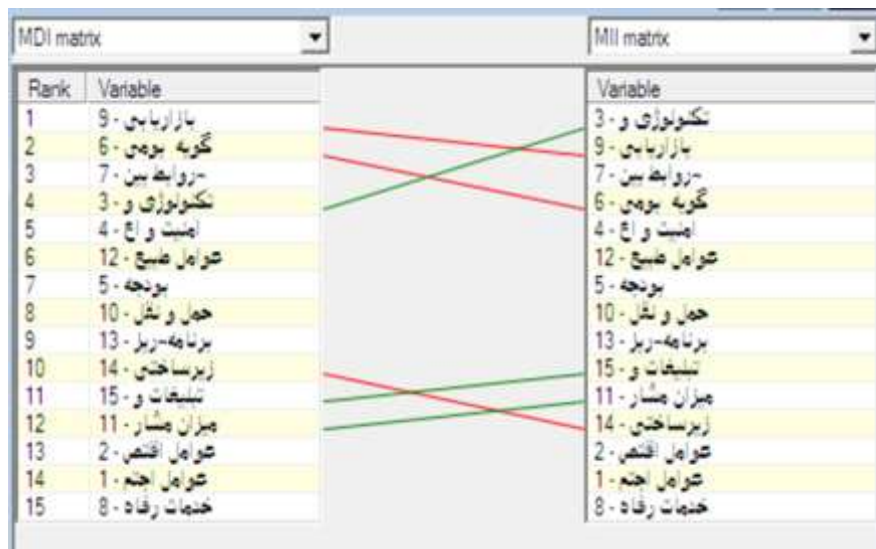 MDI matrix MII matrix
Rank Variable Variable
1 9 - بازاریابی 3 - تکنولوژی و
2 6 - گویه بومی 9 - بازاریابی
3 7 - روابط بین- 7 - روابط بین-
4 3 - تکنولوژی و 6 - گویه بومی
5 4 - امنیت و اع 4 - امنیت و اع
6 12 - عوامل طبیع 12 - عوامل طبیع
7 5 - بودجه 5 - بودجه
8 10 - حمل و نقل 10 - حمل و نقل
9 13 - برنامه-ریز 13 - برنامه-ریز
10 14 - زیرساختی 15 - تبلیغات و
11 15 - تبلیغات و 11 - میزان مشار
12 11 - میزان مشار 14 - زیرساختی
13 2 - عوامل اقتص 2 - عوامل اقتص
14 1 - عوامل اجتم 1 - عوامل اجتم
15 8 - خدمات رفاه 8 - خدمات رفاه